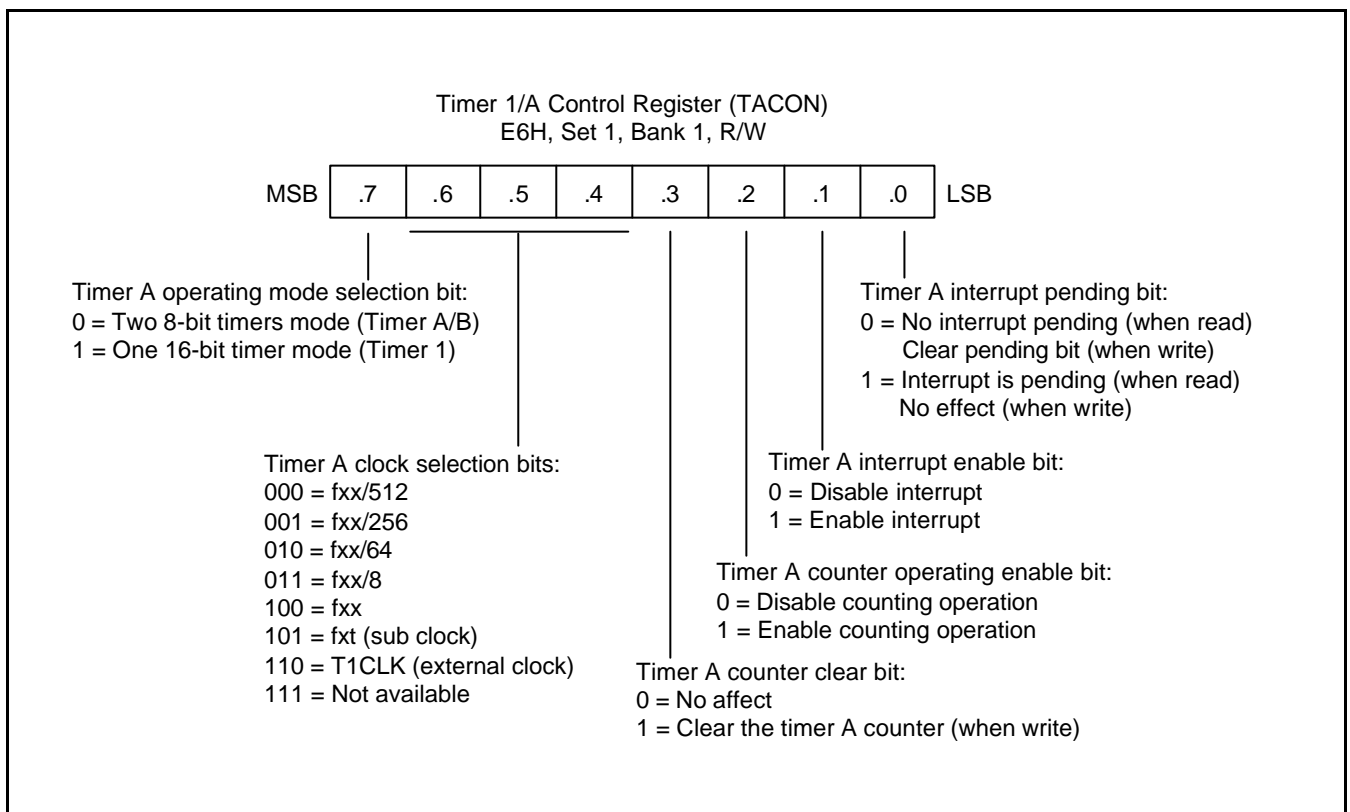 Timer 1/A Control Register (TACON)
E6H, Set 1, Bank 1, R/W
MSB .7 .6 .5 .4 .3 .2 .1 .0 LSB
Timer A operating mode selection bit:
0 = Two 8-bit timers mode (Timer A/B)
1 = One 16-bit timer mode (Timer 1)
Timer A interrupt pending bit:
0 = No interrupt pending (when read)
Clear pending bit (when write)
1 = Interrupt is pending (when read)
No effect (when write)
Timer A clock selection bits:
000 = fxx/512
001 = fxx/256
010 = fxx/64
011 = fxx/8
100 = fxx
101 = fxt (sub clock)
110 = T1CLK (external clock)
111 = Not available
Timer A interrupt enable bit:
0 = Disable interrupt
1 = Enable interrupt
Timer A counter operating enable bit:
0 = Disable counting operation
1 = Enable counting operation
Timer A counter clear bit:
0 = No affect
1 = Clear the timer A counter (when write)